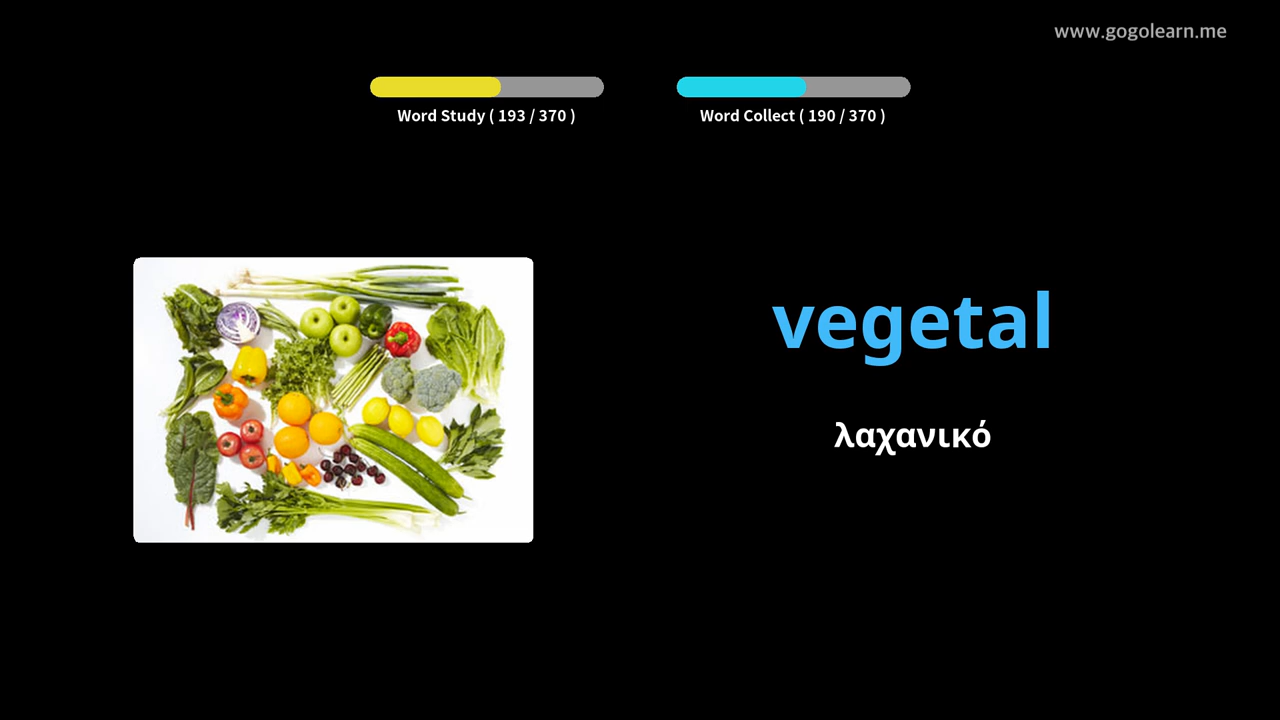 www.gogolearn.me
Word Study ( 193 / 370 )
Word Collect ( 190 / 370 )
vegetal
λαχανικό